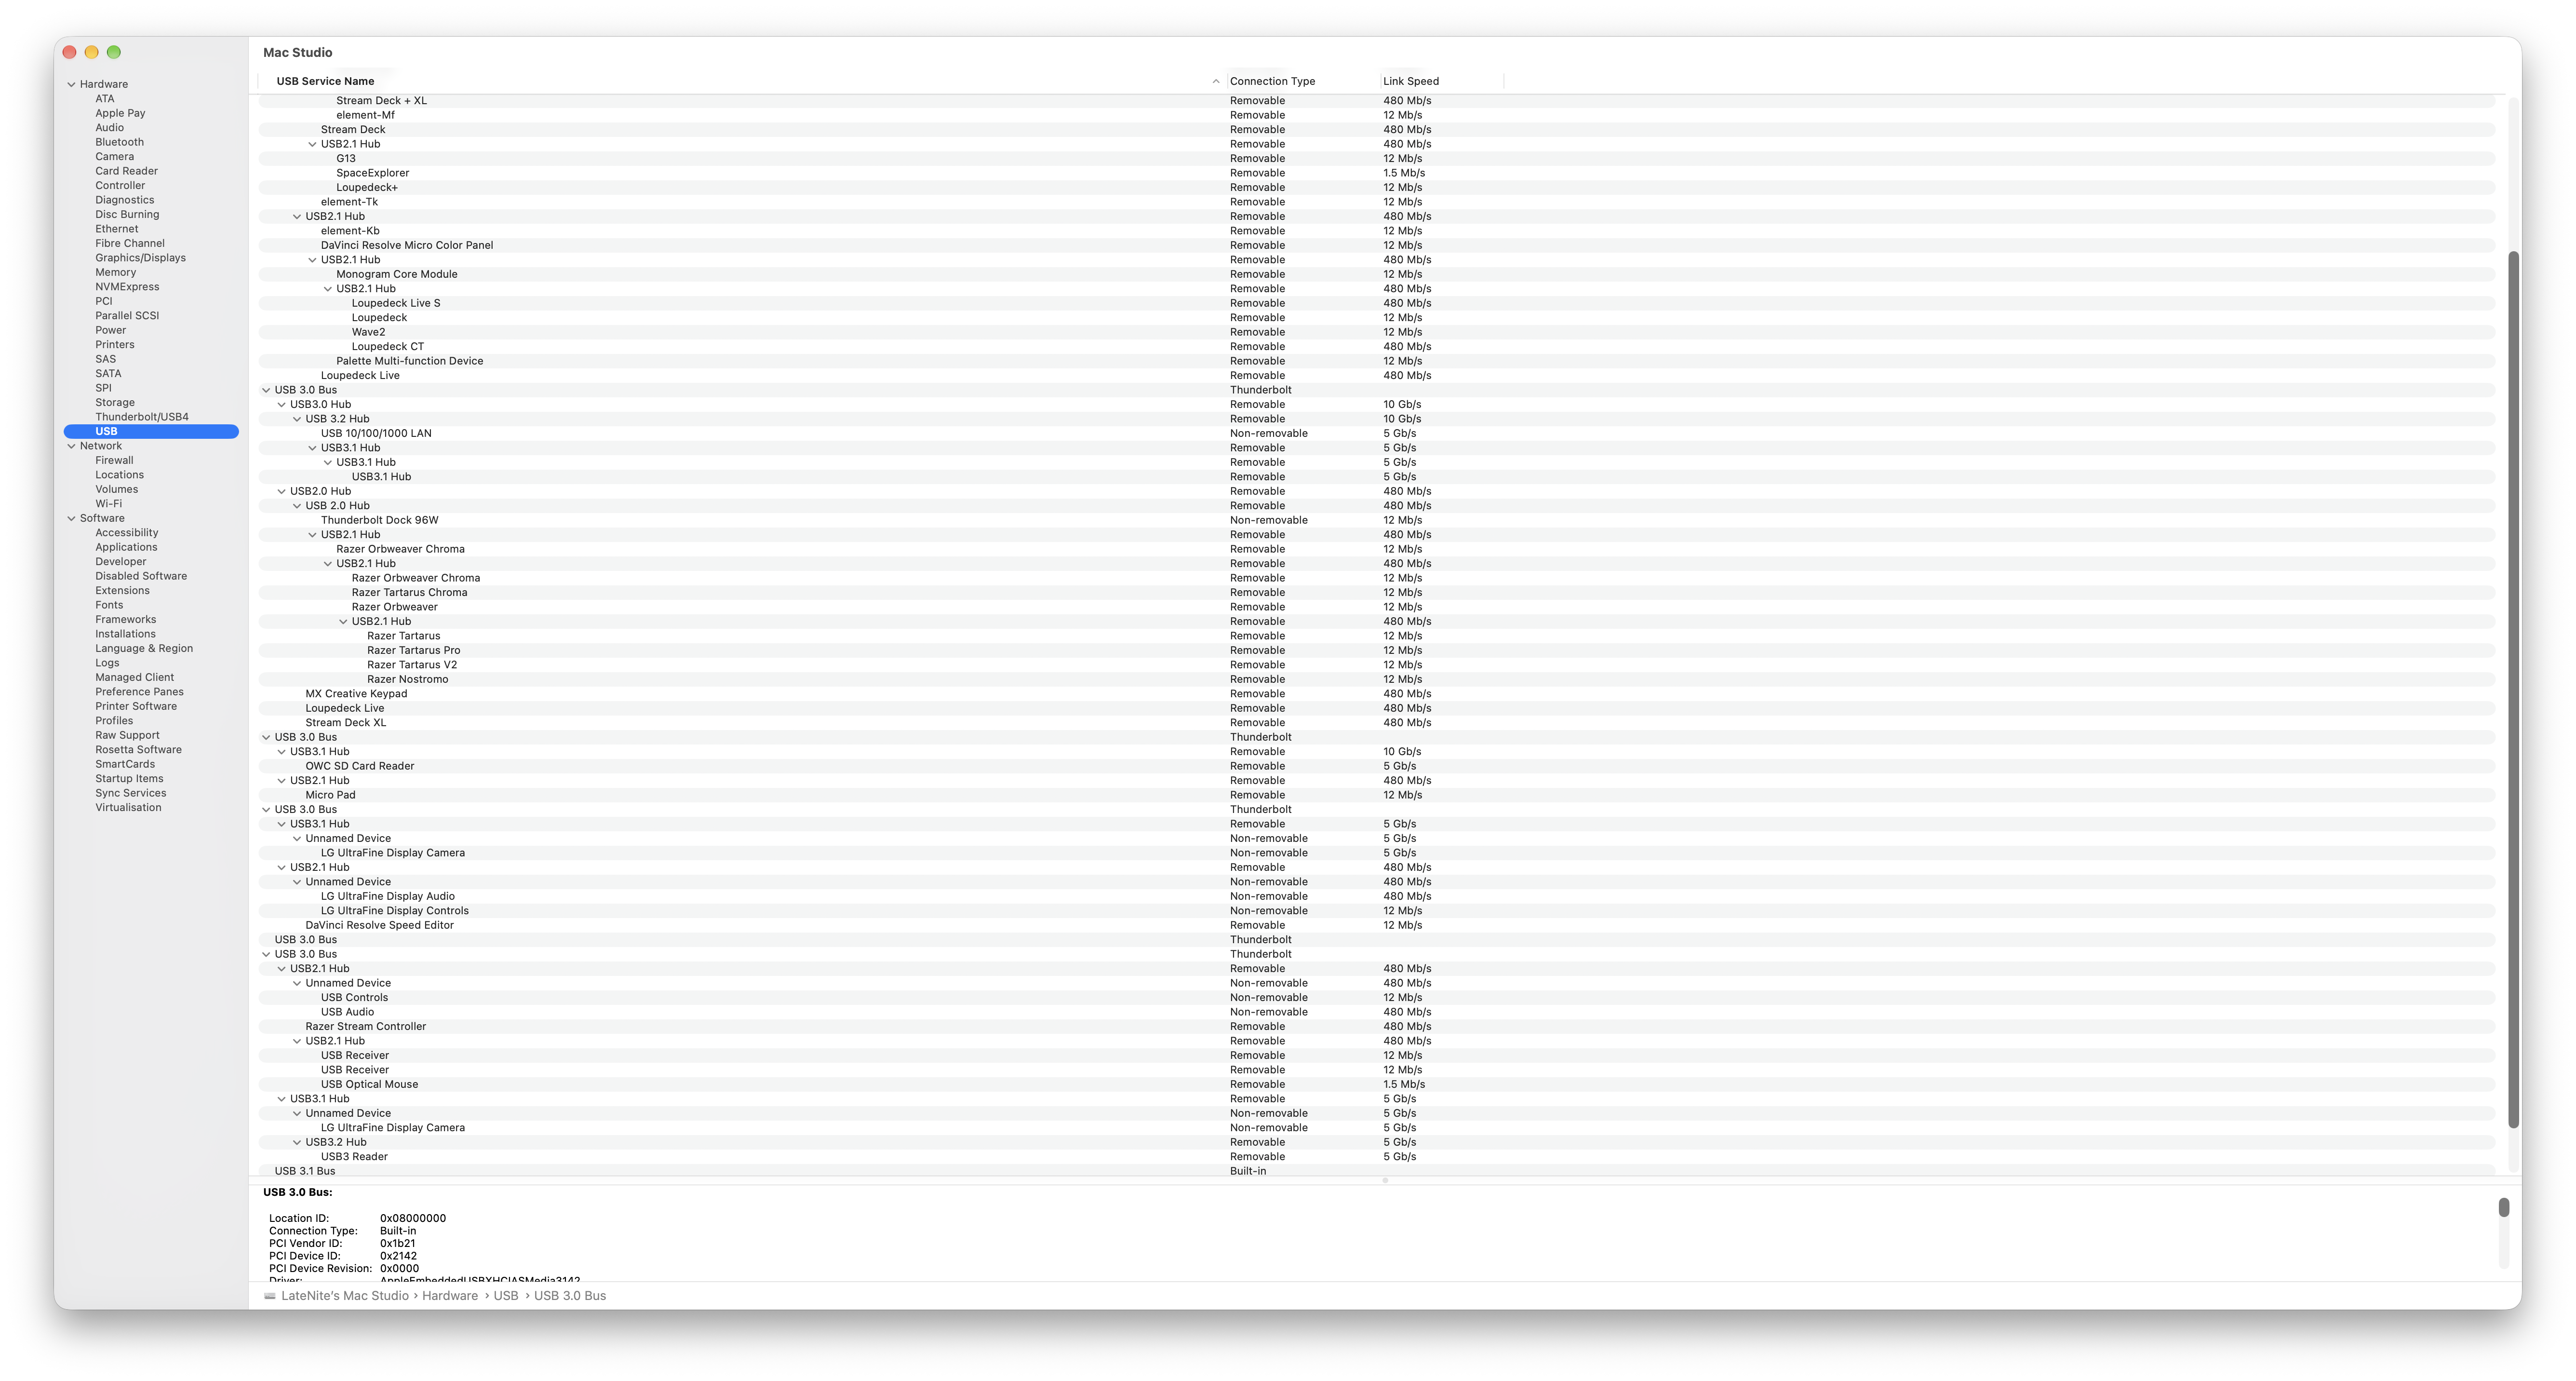 Mac Studio
Hardware
ATA
Apple Pay
Audio
Bluetooth
Camera
Card Reader
Controller
Diagnostics
Disc Burning
Ethernet
Fibre Channel
Graphics/Displays
Memory
NVMExpress
PCI
Parallel SCSI
Power
Printers
SAS
SATA
SPI
Storage
Thunderbolt/USB4
USB
Network
Firewall
Locations
Volumes
Wi-Fi
Software
Accessibility
Applications
Developer
Disabled Software
Extensions
Fonts
Frameworks
Installations
Language & Region
Logs
Managed Client
Preference Panes
Printer Software
Profiles
Raw Support
Rosetta Software
SmartCards
Startup Items
Sync Services
Virtualisation
USB Service Name Connection Type Link Speed
Stream Deck + XL Removable 480 Mb/s
element-Mf Removable 12 Mb/s
Stream Deck Removable 480 Mb/s
USB2.1 Hub Removable 480 Mb/s
G13 Removable 12 Mb/s
SpaceExplorer Removable 1.5 Mb/s
Loupedeck+ Removable 12 Mb/s
element-Tk Removable 12 Mb/s
USB2.1 Hub Removable 480 Mb/s
element-Kb Removable 12 Mb/s
DaVinci Resolve Micro Color Panel Removable 12 Mb/s
USB2.1 Hub Removable 480 Mb/s
Monogram Core Module Removable 12 Mb/s
USB2.1 Hub Removable 480 Mb/s
Loupedeck Live S Removable 480 Mb/s
Loupedeck Removable 12 Mb/s
Wave2 Removable 12 Mb/s
Loupedeck CT Removable 480 Mb/s
Palette Multi-function Device Removable 12 Mb/s
Loupedeck Live Removable 480 Mb/s
USB 3.0 Bus Thunderbolt
USB3.0 Hub Removable 10 Gb/s
USB 3.2 Hub Removable 10 Gb/s
USB 10/100/1000 LAN Non-removable 5 Gb/s
USB3.1 Hub Removable 5 Gb/s
USB3.1 Hub Removable 5 Gb/s
USB3.1 Hub Removable 5 Gb/s
USB2.0 Hub Removable 480 Mb/s
USB 2.0 Hub Removable 480 Mb/s
Thunderbolt Dock 96W Non-removable 12 Mb/s
USB2.1 Hub Removable 480 Mb/s
Razer Orbweaver Chroma Removable 12 Mb/s
USB2.1 Hub Removable 480 Mb/s
Razer Orbweaver Chroma Removable 12 Mb/s
Razer Tartarus Chroma Removable 12 Mb/s
Razer Orbweaver Removable 12 Mb/s
USB2.1 Hub Removable 480 Mb/s
Razer Tartarus Removable 12 Mb/s
Razer Tartarus Pro Removable 12 Mb/s
Razer Tartarus V2 Removable 12 Mb/s
Razer Nostromo Removable 12 Mb/s
MX Creative Keypad Removable 480 Mb/s
Loupedeck Live Removable 480 Mb/s
Stream Deck XL Removable 480 Mb/s
USB 3.0 Bus Thunderbolt
USB3.1 Hub Removable 10 Gb/s
OWC SD Card Reader Removable 5 Gb/s
USB2.1 Hub Removable 480 Mb/s
Micro Pad Removable 12 Mb/s
USB 3.0 Bus Thunderbolt
USB3.1 Hub Removable 5 Gb/s
Unnamed Device Non-removable 5 Gb/s
LG UltraFine Display Camera Non-removable 5 Gb/s
USB2.1 Hub Removable 480 Mb/s
Unnamed Device Non-removable 480 Mb/s
LG UltraFine Display Audio Non-removable 480 Mb/s
LG UltraFine Display Controls Non-removable 12 Mb/s
DaVinci Resolve Speed Editor Removable 12 Mb/s
USB 3.0 Bus Thunderbolt
USB 3.0 Bus Thunderbolt
USB2.1 Hub Removable 480 Mb/s
Unnamed Device Non-removable 480 Mb/s
USB Controls Non-removable 12 Mb/s
USB Audio Non-removable 480 Mb/s
Razer Stream Controller Removable 480 Mb/s
USB2.1 Hub Removable 480 Mb/s
USB Receiver Removable 12 Mb/s
USB Receiver Removable 12 Mb/s
USB Optical Mouse Removable 1.5 Mb/s
USB3.1 Hub Removable 5 Gb/s
Unnamed Device Non-removable 5 Gb/s
LG UltraFine Display Camera Non-removable 5 Gb/s
USB3.2 Hub Removable 5 Gb/s
USB3 Reader Removable 5 Gb/s
USB 3.1 Bus Built-in
USB 3.0 Bus:
Location ID: 0x08000000
Connection Type: Built-in
PCI Vendor ID: 0x1b21
PCI Device ID: 0x2142
PCI Device Revision: 0x0000
Driver: AppleEmbeddedUSBXHCIASMedia3142
LateNite's Mac Studio › Hardware › USB › USB 3.0 Bus